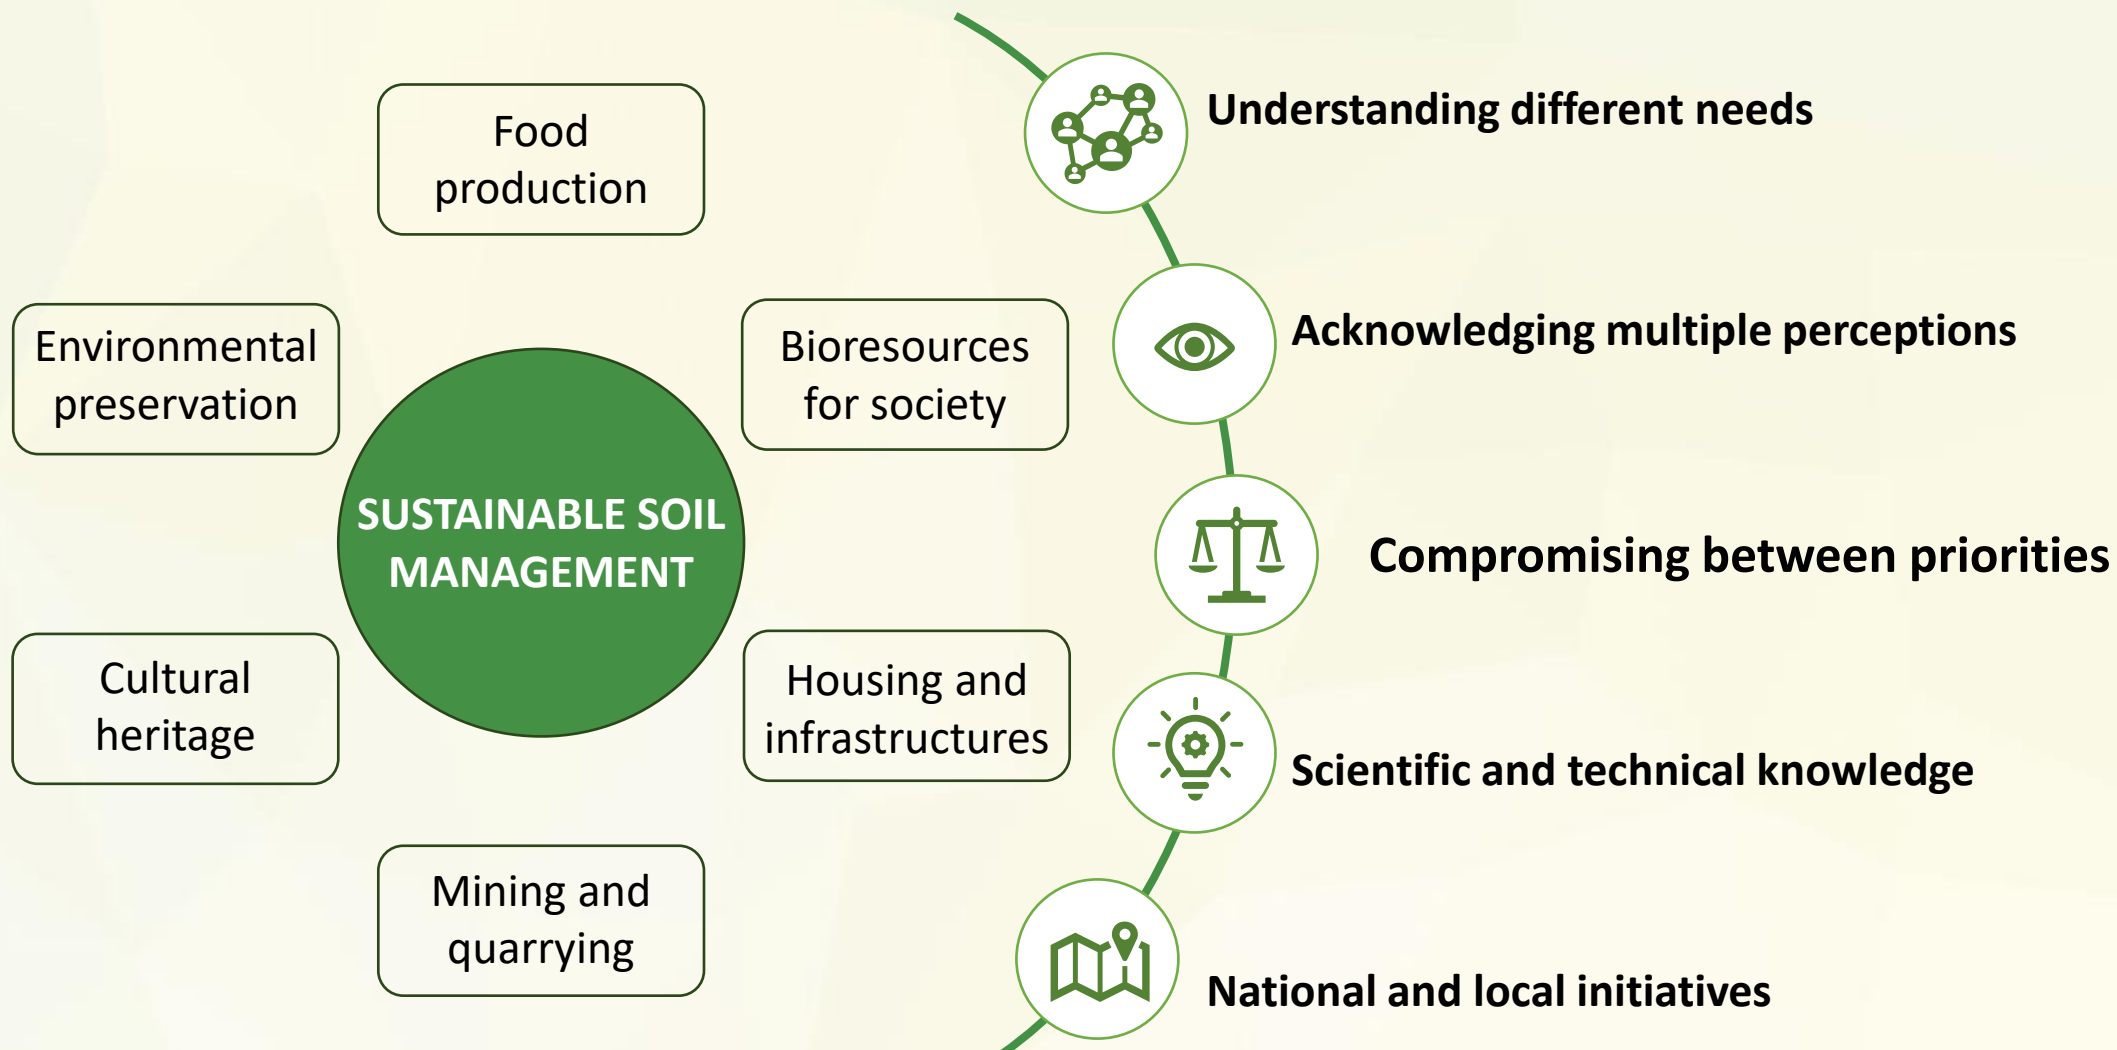 Food
production
Environmental
preservation
Bioresources
for society
SUSTAINABLE SOIL
MANAGEMENT
Cultural
heritage
Housing and
infrastructures
Mining and
quarrying
Understanding different needs
Acknowledging multiple perceptions
Compromising between priorities
Scientific and technical knowledge
National and local initiatives